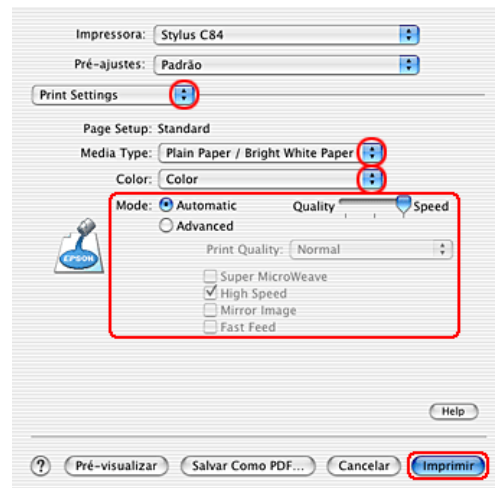 Impressora: Stylus C84
Pré-ajustes: Padrão
Print Settings
Page Setup: Standard
Media Type: Plain Paper / Bright White Paper
Color: Color
Mode: Automatic Quality Speed
Advanced
Print Quality: Normal
Super MicroWeave
High Speed
Mirror Image
Fast Feed
EPSON
Help
? Pré-visualizar Salvar Como PDF... Cancelar Imprimir